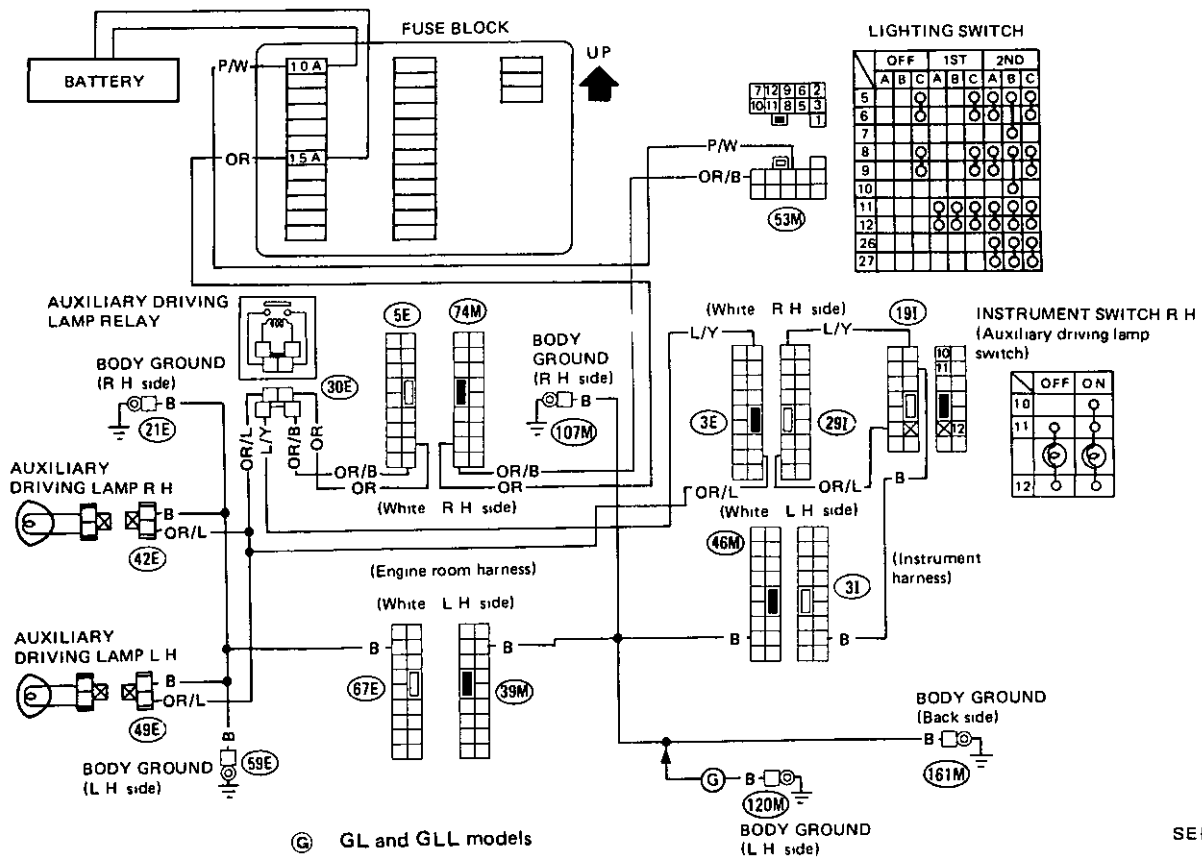 FUSE BLOCK
BATTERY
P/W
10 A
UP
OR
15 A
LIGHTING SWITCH
OFF 1ST 2ND
A B C A B C A B C
5
6
7
8
9
10
11
12
26
27
7 12 9 6 2
10 11 8 5 3
1
P/W
OR/B
53M
AUXILIARY DRIVING
LAMP RELAY
30E
5E
74M
BODY GROUND
(R H side)
B
21E
BODY
GROUND
(R H side)
B
107M
OR/L
L/Y
OR/B
OR
OR/B
OR
OR/B
OR
(White R H side)
(White R H side)
L/Y
L/Y
3E
29I
19I
OR/L
OR/L
B
10
11
12
INSTRUMENT SWITCH R H
(Auxiliary driving lamp
switch)
OFF ON
10
11
12
AUXILIARY
DRIVING LAMP R H
B
OR/L
42E
(White L H side)
46M
3I
B
B
(Instrument
harness)
(Engine room harness)
(White L H side)
B
B
67E
39M
AUXILIARY
DRIVING LAMP L H
B
OR/L
49E
B
59E
BODY GROUND
(L H side)
BODY GROUND
(Back side)
B
161M
G
B
120M
BODY GROUND
(L H side)
G GL and GLL models